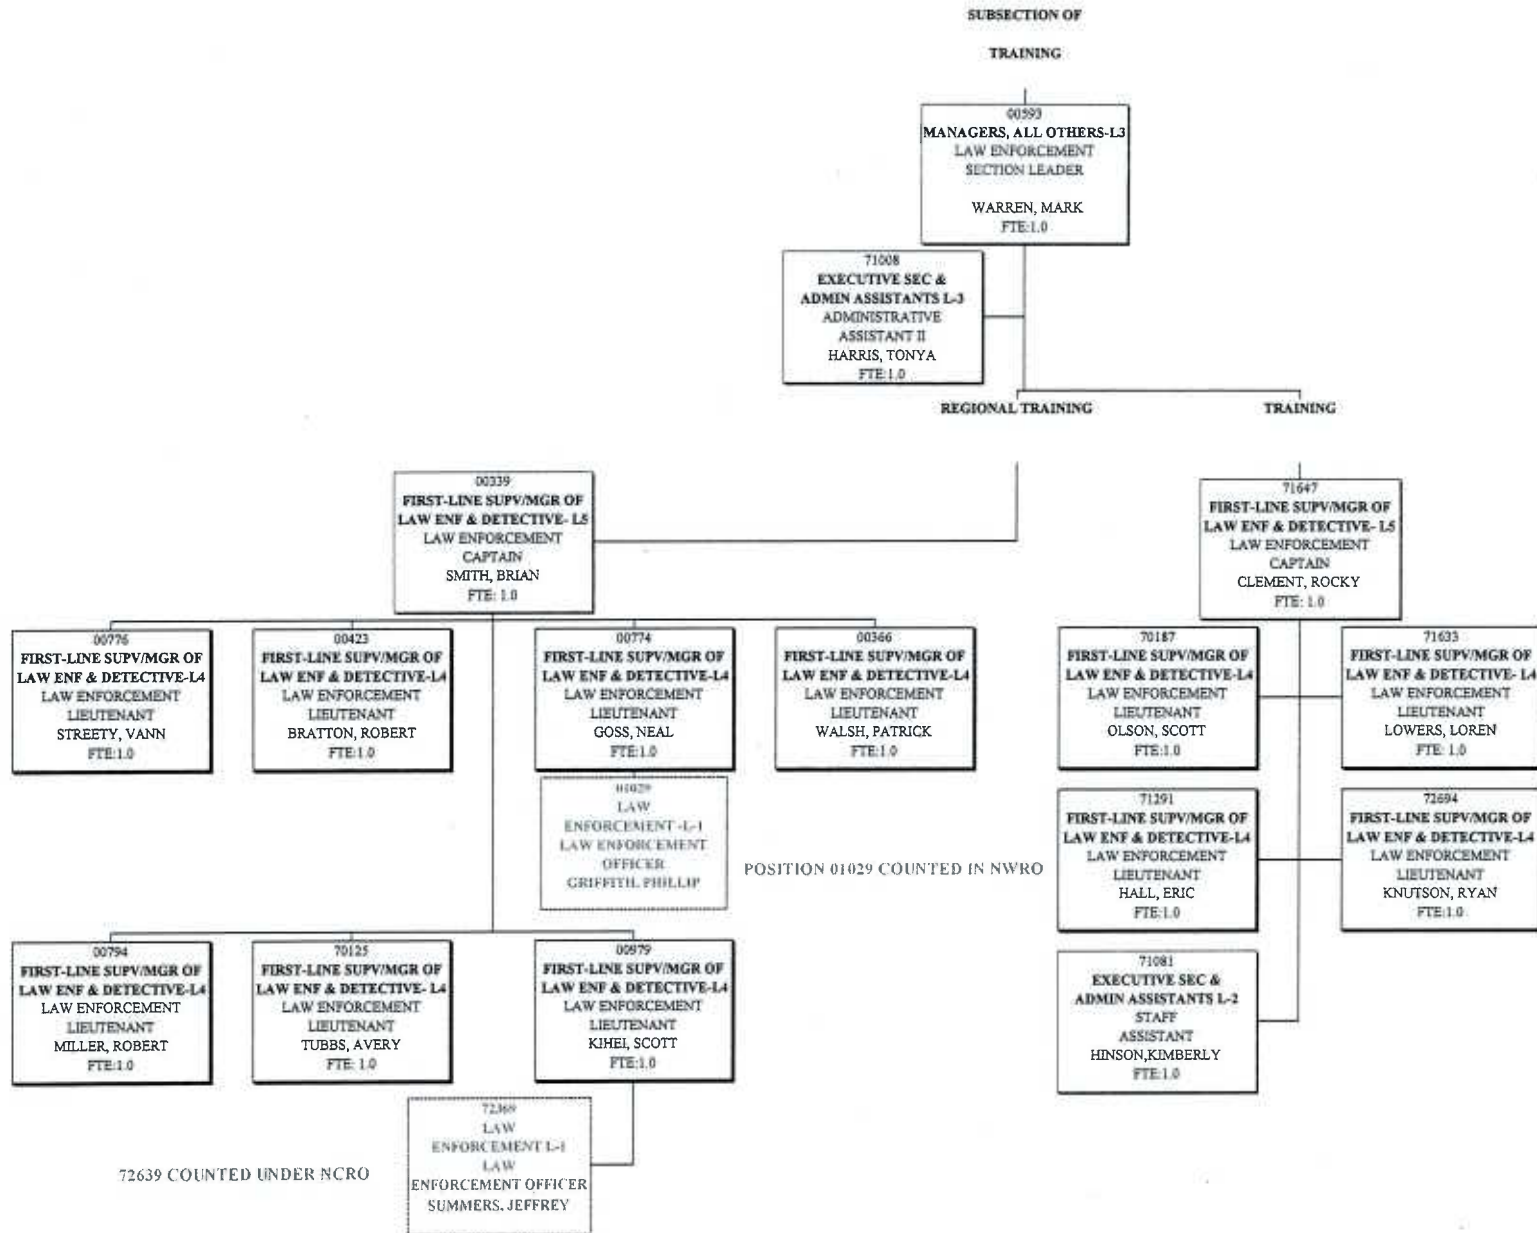 SUBSECTION OF
TRAINING
00593
MANAGERS, ALL OTHERS-L3
LAW ENFORCEMENT
SECTION LEADER
WARREN, MARK
FTE:1.0
71008
EXECUTIVE SEC &
ADMIN ASSISTANTS L-3
ADMINISTRATIVE
ASSISTANT II
HARRIS, TONYA
FTE:1.0
REGIONAL TRAINING
TRAINING
00339
FIRST-LINE SUPV/MGR OF
LAW ENF & DETECTIVE- L5
LAW ENFORCEMENT
CAPTAIN
SMITH, BRIAN
FTE: 1.0
71647
FIRST-LINE SUPV/MGR OF
LAW ENF & DETECTIVE- L5
LAW ENFORCEMENT
CAPTAIN
CLEMENT, ROCKY
FTE: 1.0
00776
FIRST-LINE SUPV/MGR OF
LAW ENF & DETECTIVE-L4
LAW ENFORCEMENT
LIEUTENANT
STREETY, VANN
FTE:1.0
00423
FIRST-LINE SUPV/MGR OF
LAW ENF & DETECTIVE-L4
LAW ENFORCEMENT
LIEUTENANT
BRATTON, ROBERT
FTE:1.0
00774
FIRST-LINE SUPV/MGR OF
LAW ENF & DETECTIVE-L4
LAW ENFORCEMENT
LIEUTENANT
GOSS, NEAL
FTE:1.0
00366
FIRST-LINE SUPV/MGR OF
LAW ENF & DETECTIVE-L4
LAW ENFORCEMENT
LIEUTENANT
WALSH, PATRICK
FTE:1.0
70187
FIRST-LINE SUPV/MGR OF
LAW ENF & DETECTIVE-L4
LAW ENFORCEMENT
LIEUTENANT
OLSON, SCOTT
FTE:1.0
71633
FIRST-LINE SUPV/MGR OF
LAW ENF & DETECTIVE-L4
LAW ENFORCEMENT
LIEUTENANT
LOWERS, LOREN
FTE:1.0
01029
LAW
ENFORCEMENT -L-1
LAW ENFORCEMENT
OFFICER
GRIFFITH, PHILLIP
POSITION 01029 COUNTED IN NWRO
71291
FIRST-LINE SUPV/MGR OF
LAW ENF & DETECTIVE-L4
LAW ENFORCEMENT
LIEUTENANT
HALL, ERIC
FTE:1.0
72694
FIRST-LINE SUPV/MGR OF
LAW ENF & DETECTIVE-L4
LAW ENFORCEMENT
LIEUTENANT
KNUTSON, RYAN
FTE:1.0
00794
FIRST-LINE SUPV/MGR OF
LAW ENF & DETECTIVE-L4
LAW ENFORCEMENT
LIEUTENANT
MILLER, ROBERT
FTE:1.0
70125
FIRST-LINE SUPV/MGR OF
LAW ENF & DETECTIVE- L4
LAW ENFORCEMENT
LIEUTENANT
TUBBS, AVERY
FTE: 1.0
00979
FIRST-LINE SUPV/MGR OF
LAW ENF & DETECTIVE-L4
LAW ENFORCEMENT
LIEUTENANT
KIHEI, SCOTT
FTE:1.0
71081
EXECUTIVE SEC &
ADMIN ASSISTANTS L-2
STAFF
ASSISTANT
HINSON,KIMBERLY
FTE:1.0
72369
LAW
ENFORCEMENT L-1
LAW
ENFORCEMENT OFFICER
SUMMERS, JEFFREY
72639 COUNTED UNDER NCRO